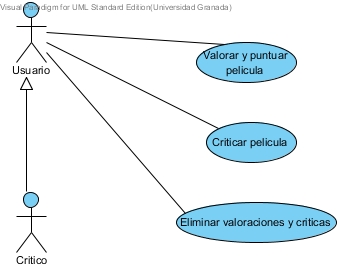 Visual Paradigm for UML Standard Edition(Universidad Granada)
Usuario
Valorar y puntuar
pelicula
Criticar pelicula
Eliminar valoraciones y criticas
Critico